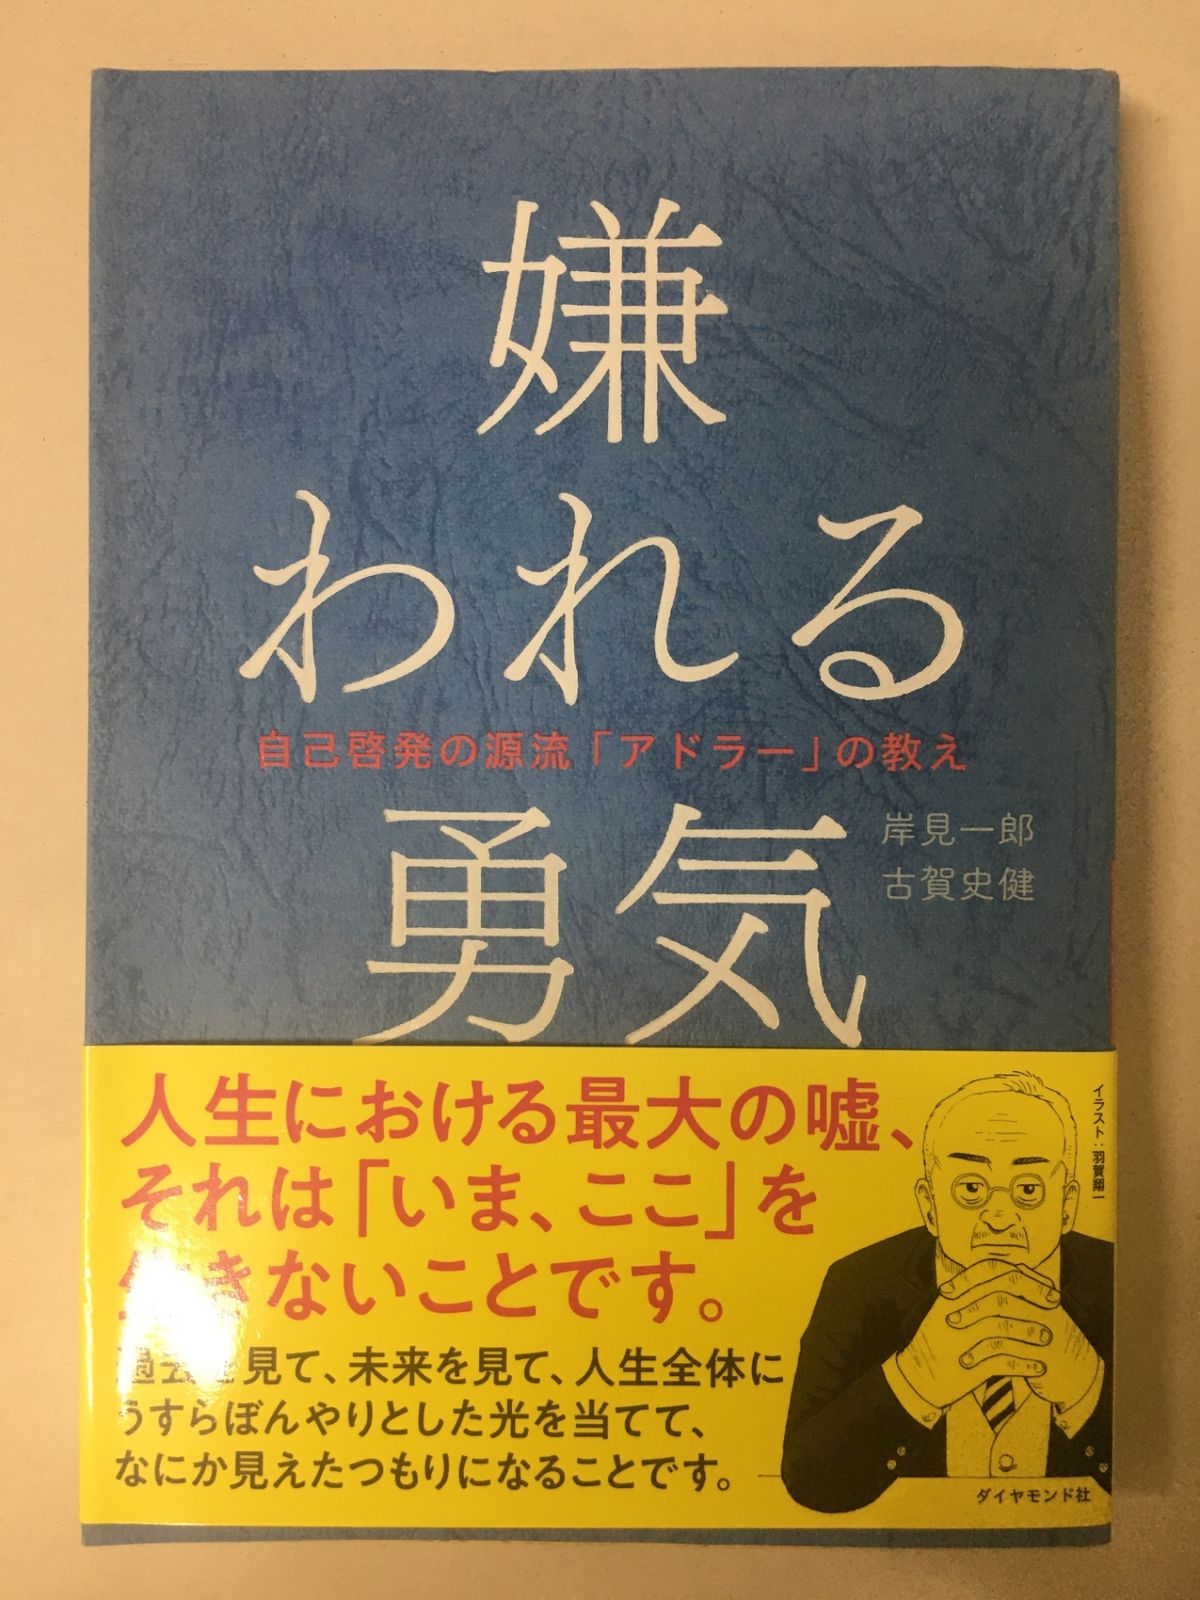 嫌
われる
自己啓発の源流「アドラー」の教え
勇気
岸見一郎
古賀史健
人生における最大の嘘、
それは「いま、ここ」を
生きないことです。
過去を見て、未来を見て、人生全体に
うすらぼんやりとした光を当てて、
なにか見えたつもりになることです。
イラスト：羽賀翔一
ダイヤモンド社